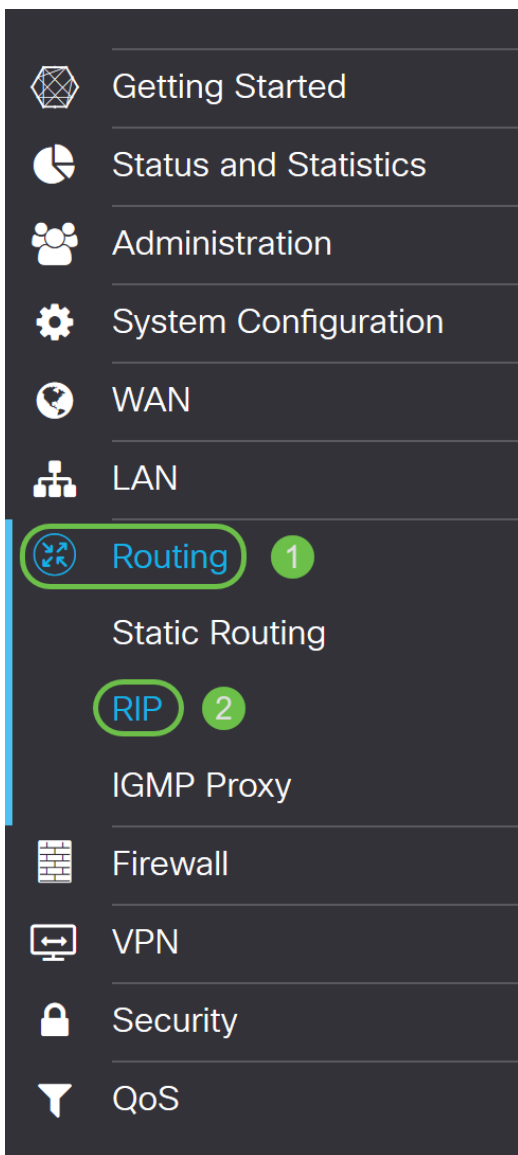 Getting Started
Status and Statistics
Administration
System Configuration
WAN
LAN
Routing 1
Static Routing
RIP 2
IGMP Proxy
Firewall
VPN
Security
QoS